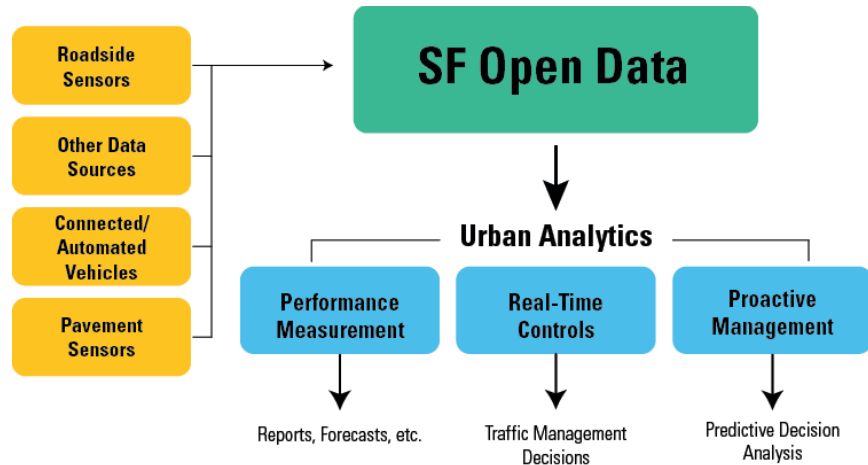 Roadside
Sensors
Other Data
Sources
Connected/
Automated
Vehicles
Pavement
Sensors
SF Open Data
Urban Analytics
Performance
Measurement
Real-Time
Controls
Proactive
Management
Reports, Forecasts, etc.
Traffic Management
Decisions
Predictive Decision
Analysis